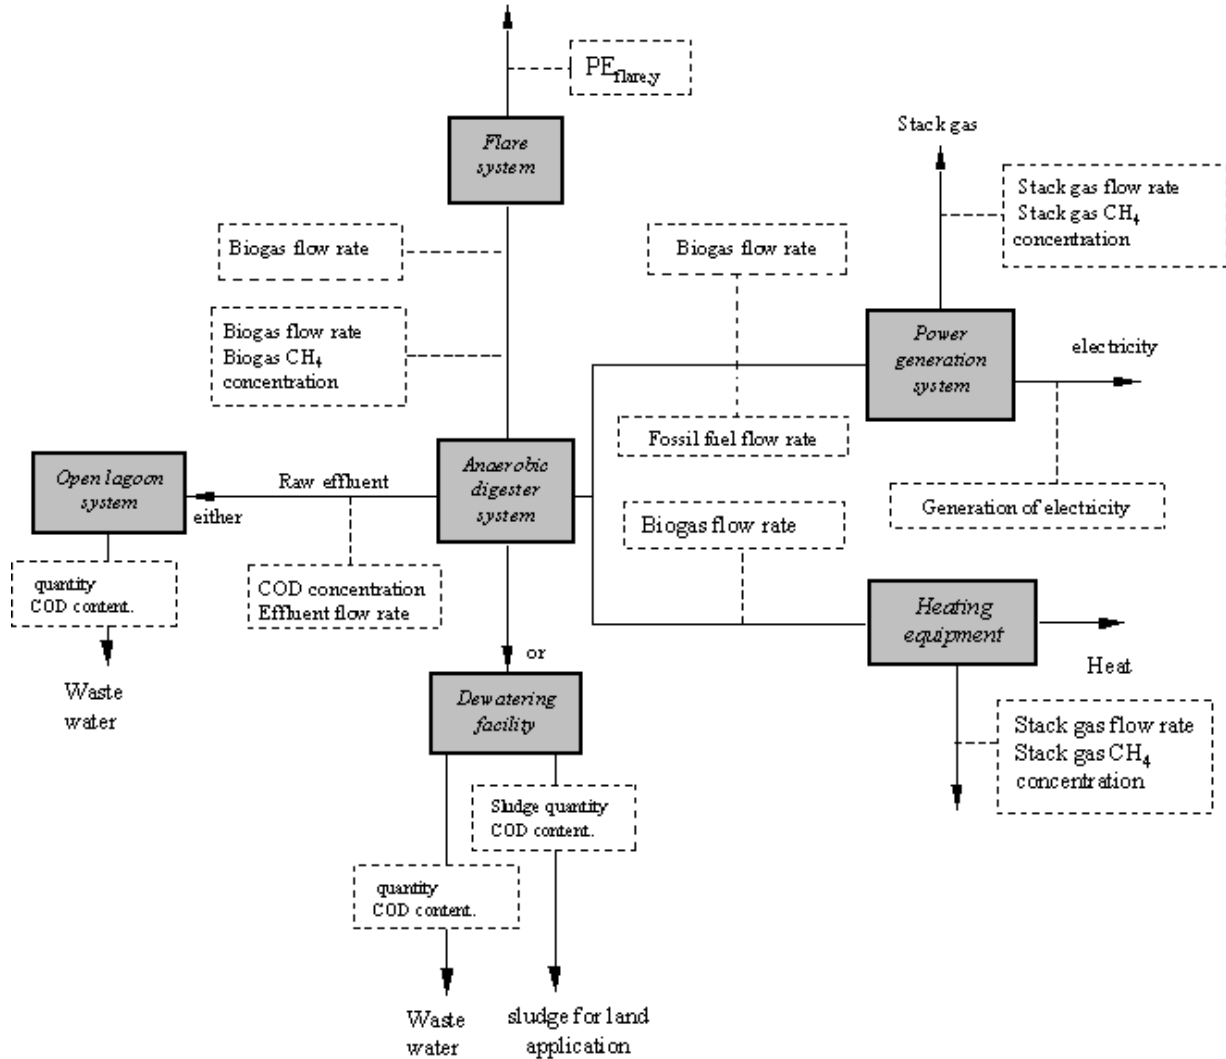 PE flare,y
Flare
system
Stack gas
Stack gas flow rate
Stack gas CH4
concentration
Biogas flow rate
Biogas flow rate
Biogas flow rate
Biogas CH4
concentration
Power
generation
system
electricity
Fossil fuel flow rate
Open lagoon
system
either
Raw effluent
Anaerobic
digester
system
Generation of electricity
Biogas flow rate
quantity
COD content.
COD concentration
Effluent flow rate
Heating
equipment
Heat
or
Waste
water
Dewatering
facility
Stack gas flow rate
Stack gas CH4
concentration
Sludge quantity
COD content.
quantity
COD content.
Waste
water
sludge for land
application